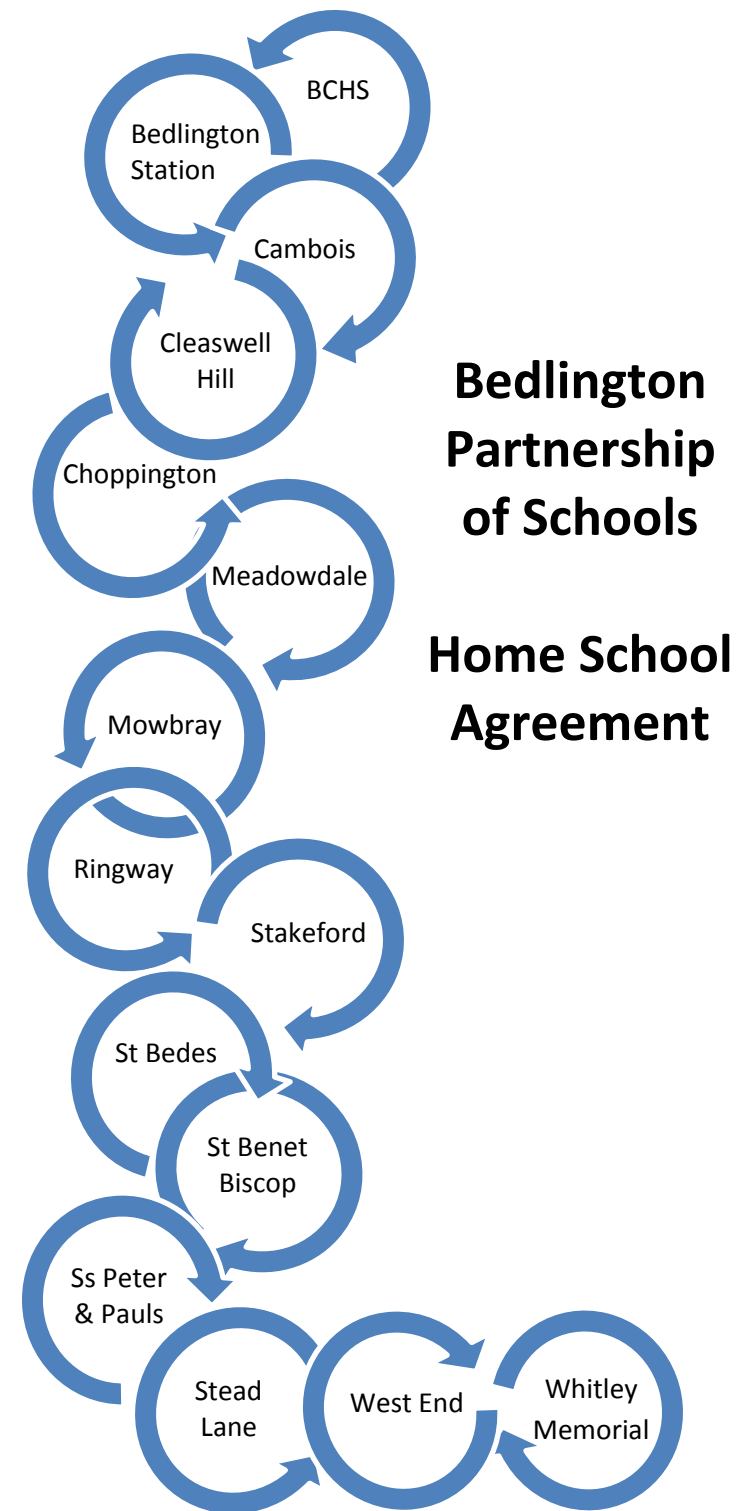 BCHS
Bedlington
Station
Cambois
Cleaswell
Hill
Choppington
Meadowdale
Mowbray
Ringway
Stakeford
St Bedes
St Benet
Biscop
Ss Peter
& Pauls
Stead
Lane
West End
Whitley
Memorial
Bedlington
Partnership
of Schools
Home School
Agreement